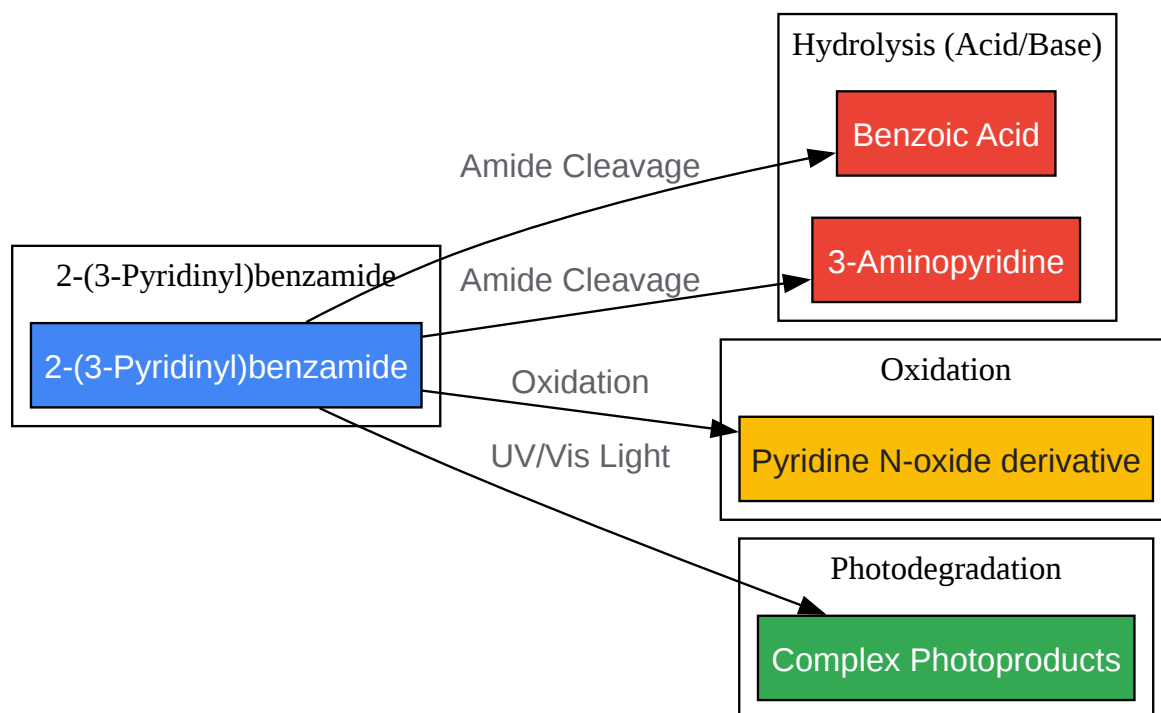 2-(3-Pyridinyl)benzamide
2-(3-Pyridinyl)benzamide
Amide Cleavage
Amide Cleavage
Oxidation
UV/Vis Light
Hydrolysis (Acid/Base)
Benzoic Acid
3-Aminopyridine
Oxidation
Pyridine N-oxide derivative
Photodegradation
Complex Photoproducts